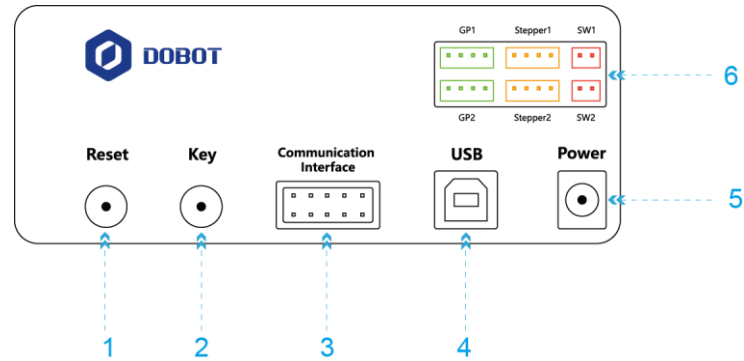 GP1 Stepper1 SW1
DOBOT
6
GP2 Stepper2 SW2
Reset Key Communication Interface USB Power
5
1 2 3 4